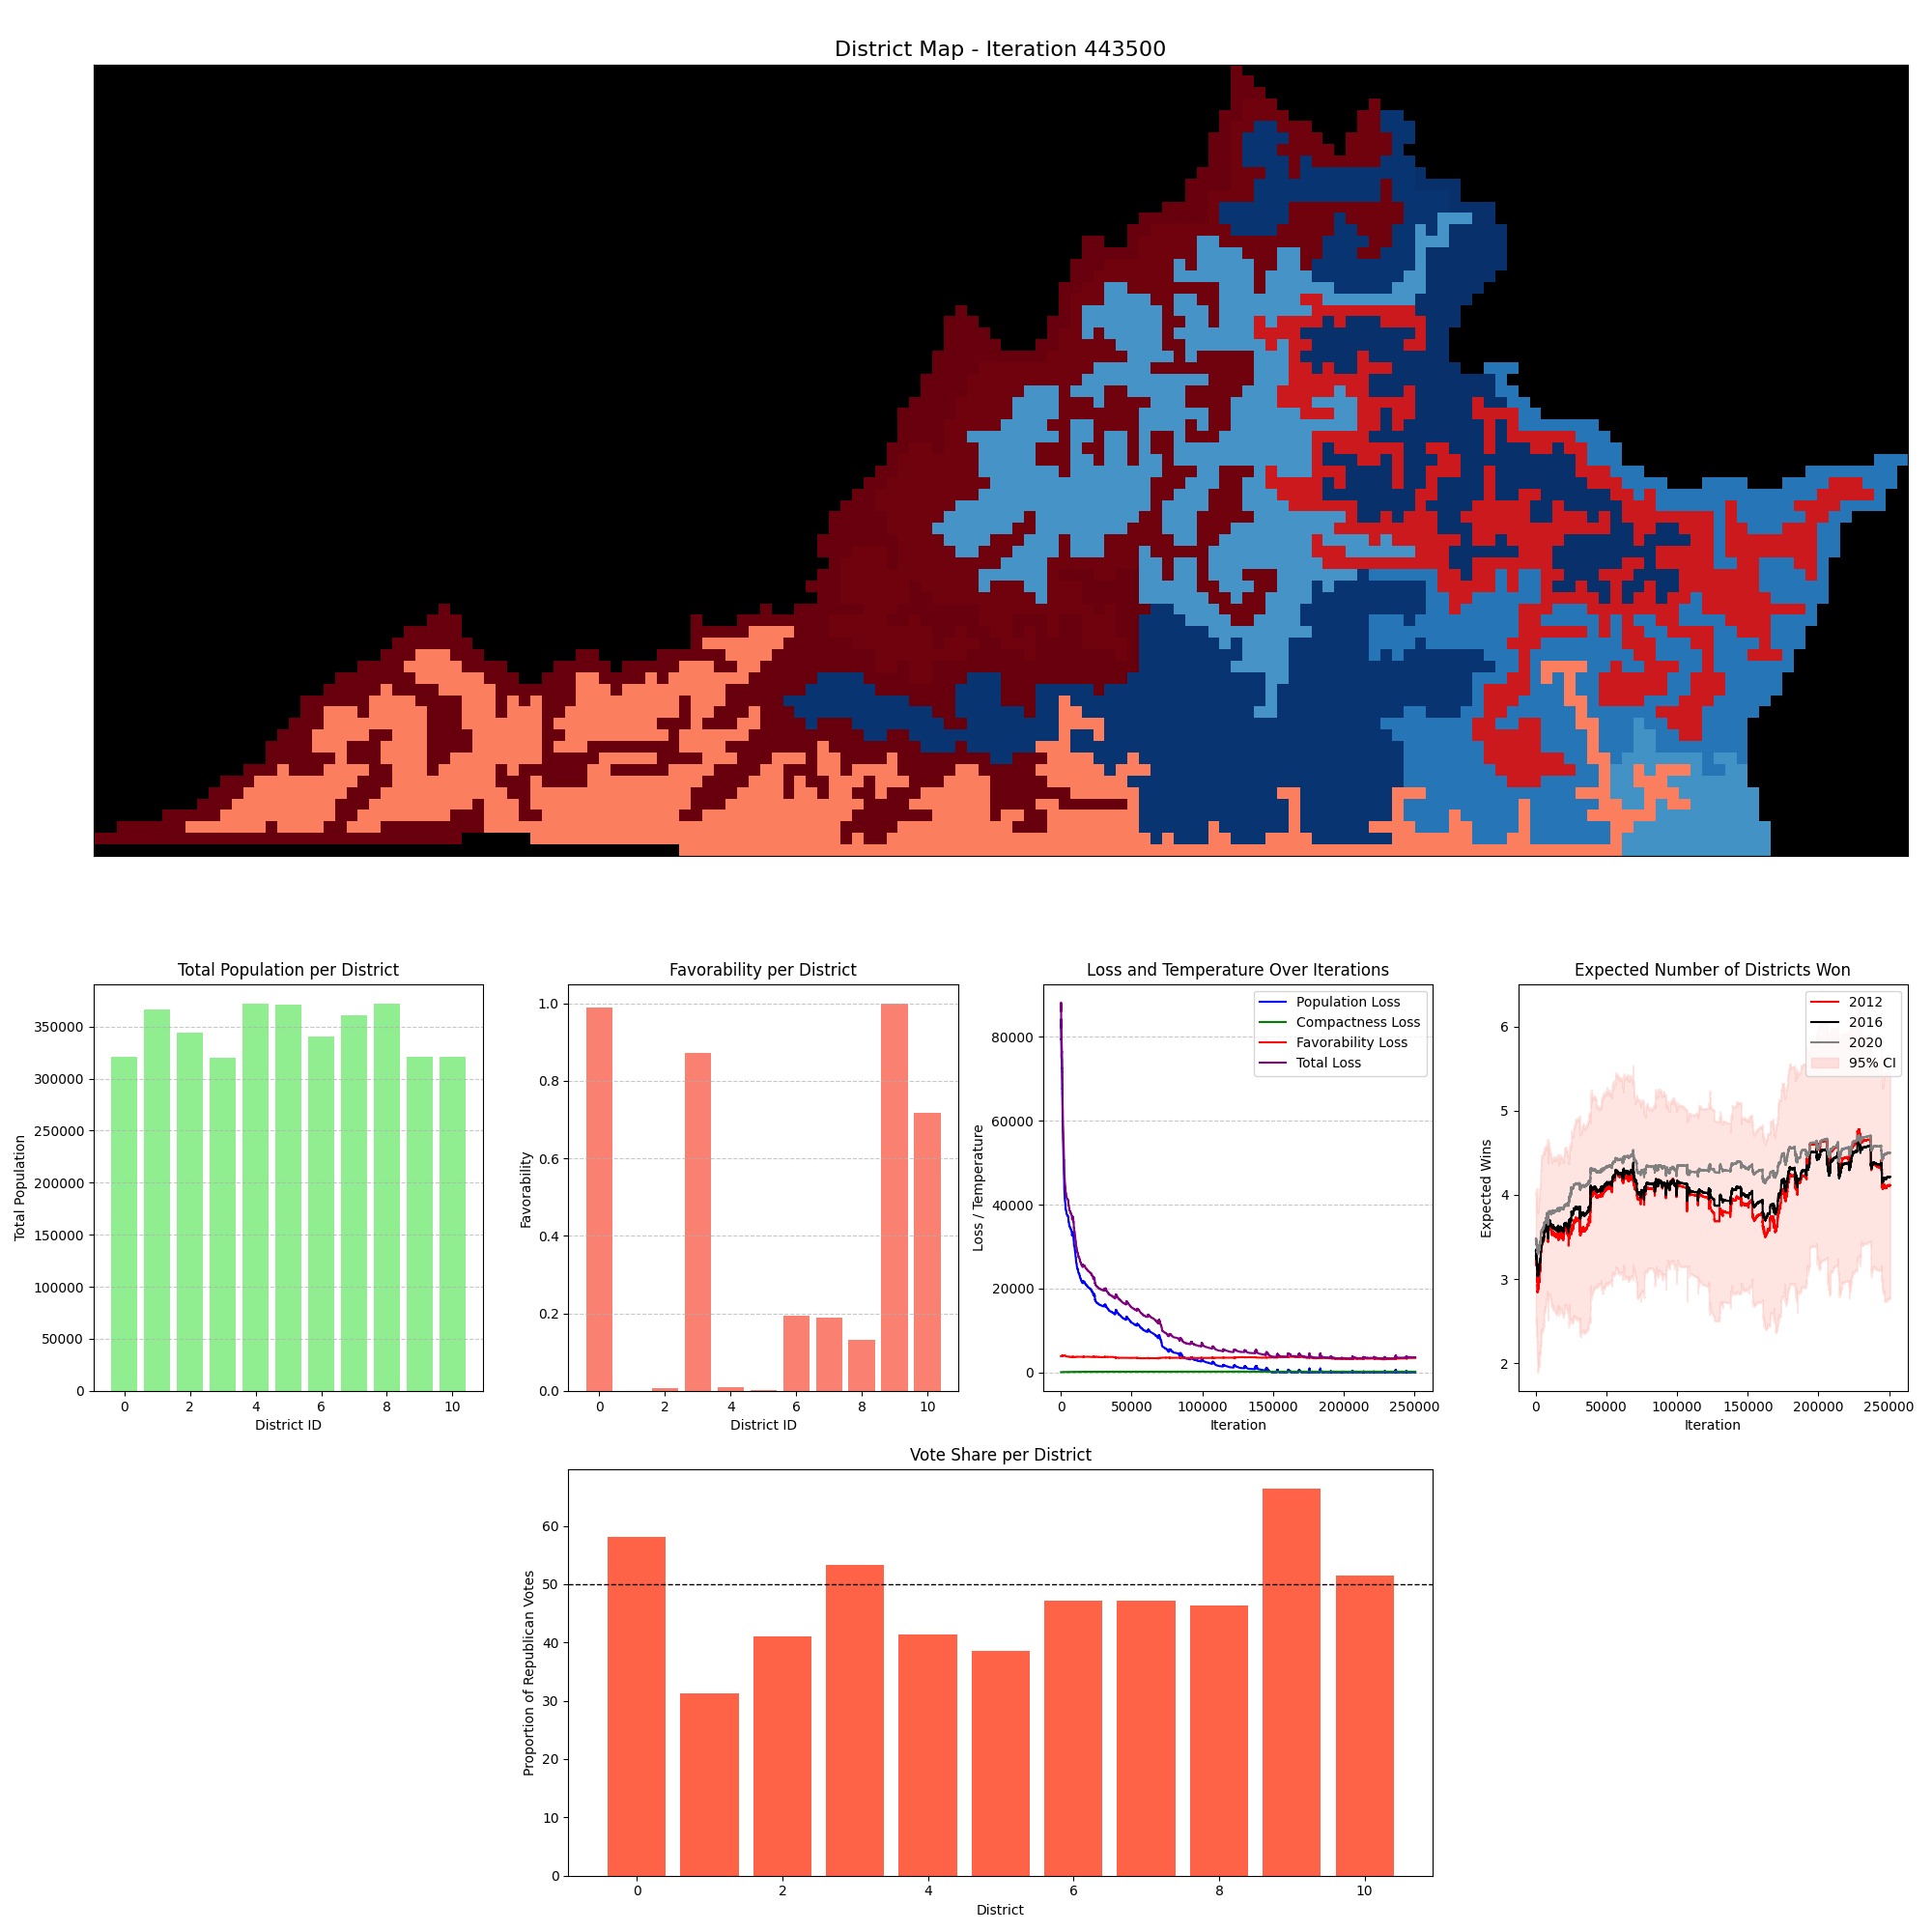 District Map - Iteration 443500
Total Population per District
Total Population
350000
300000
250000
200000
150000
100000
50000
0
0 2 4 6 8 10
District ID
Favorability per District
Favorability
1.0
0.8
0.6
0.4
0.2
0.0
0 2 4 6 8 10
District ID
Loss and Temperature Over Iterations
Loss / Temperature
80000
60000
40000
20000
0
Population Loss
Compactness Loss
Favorability Loss
Total Loss
0 50000 100000 150000 200000 250000
Iteration
Expected Number of Districts Won
Expected Wins
6
5
4
3
2
2012
2016
2020
95% CI
0 50000 100000 150000 200000 250000
Iteration
Vote Share per District
Proportion of Republican Votes
60
50
40
30
20
10
0
0 2 4 6 8 10
District